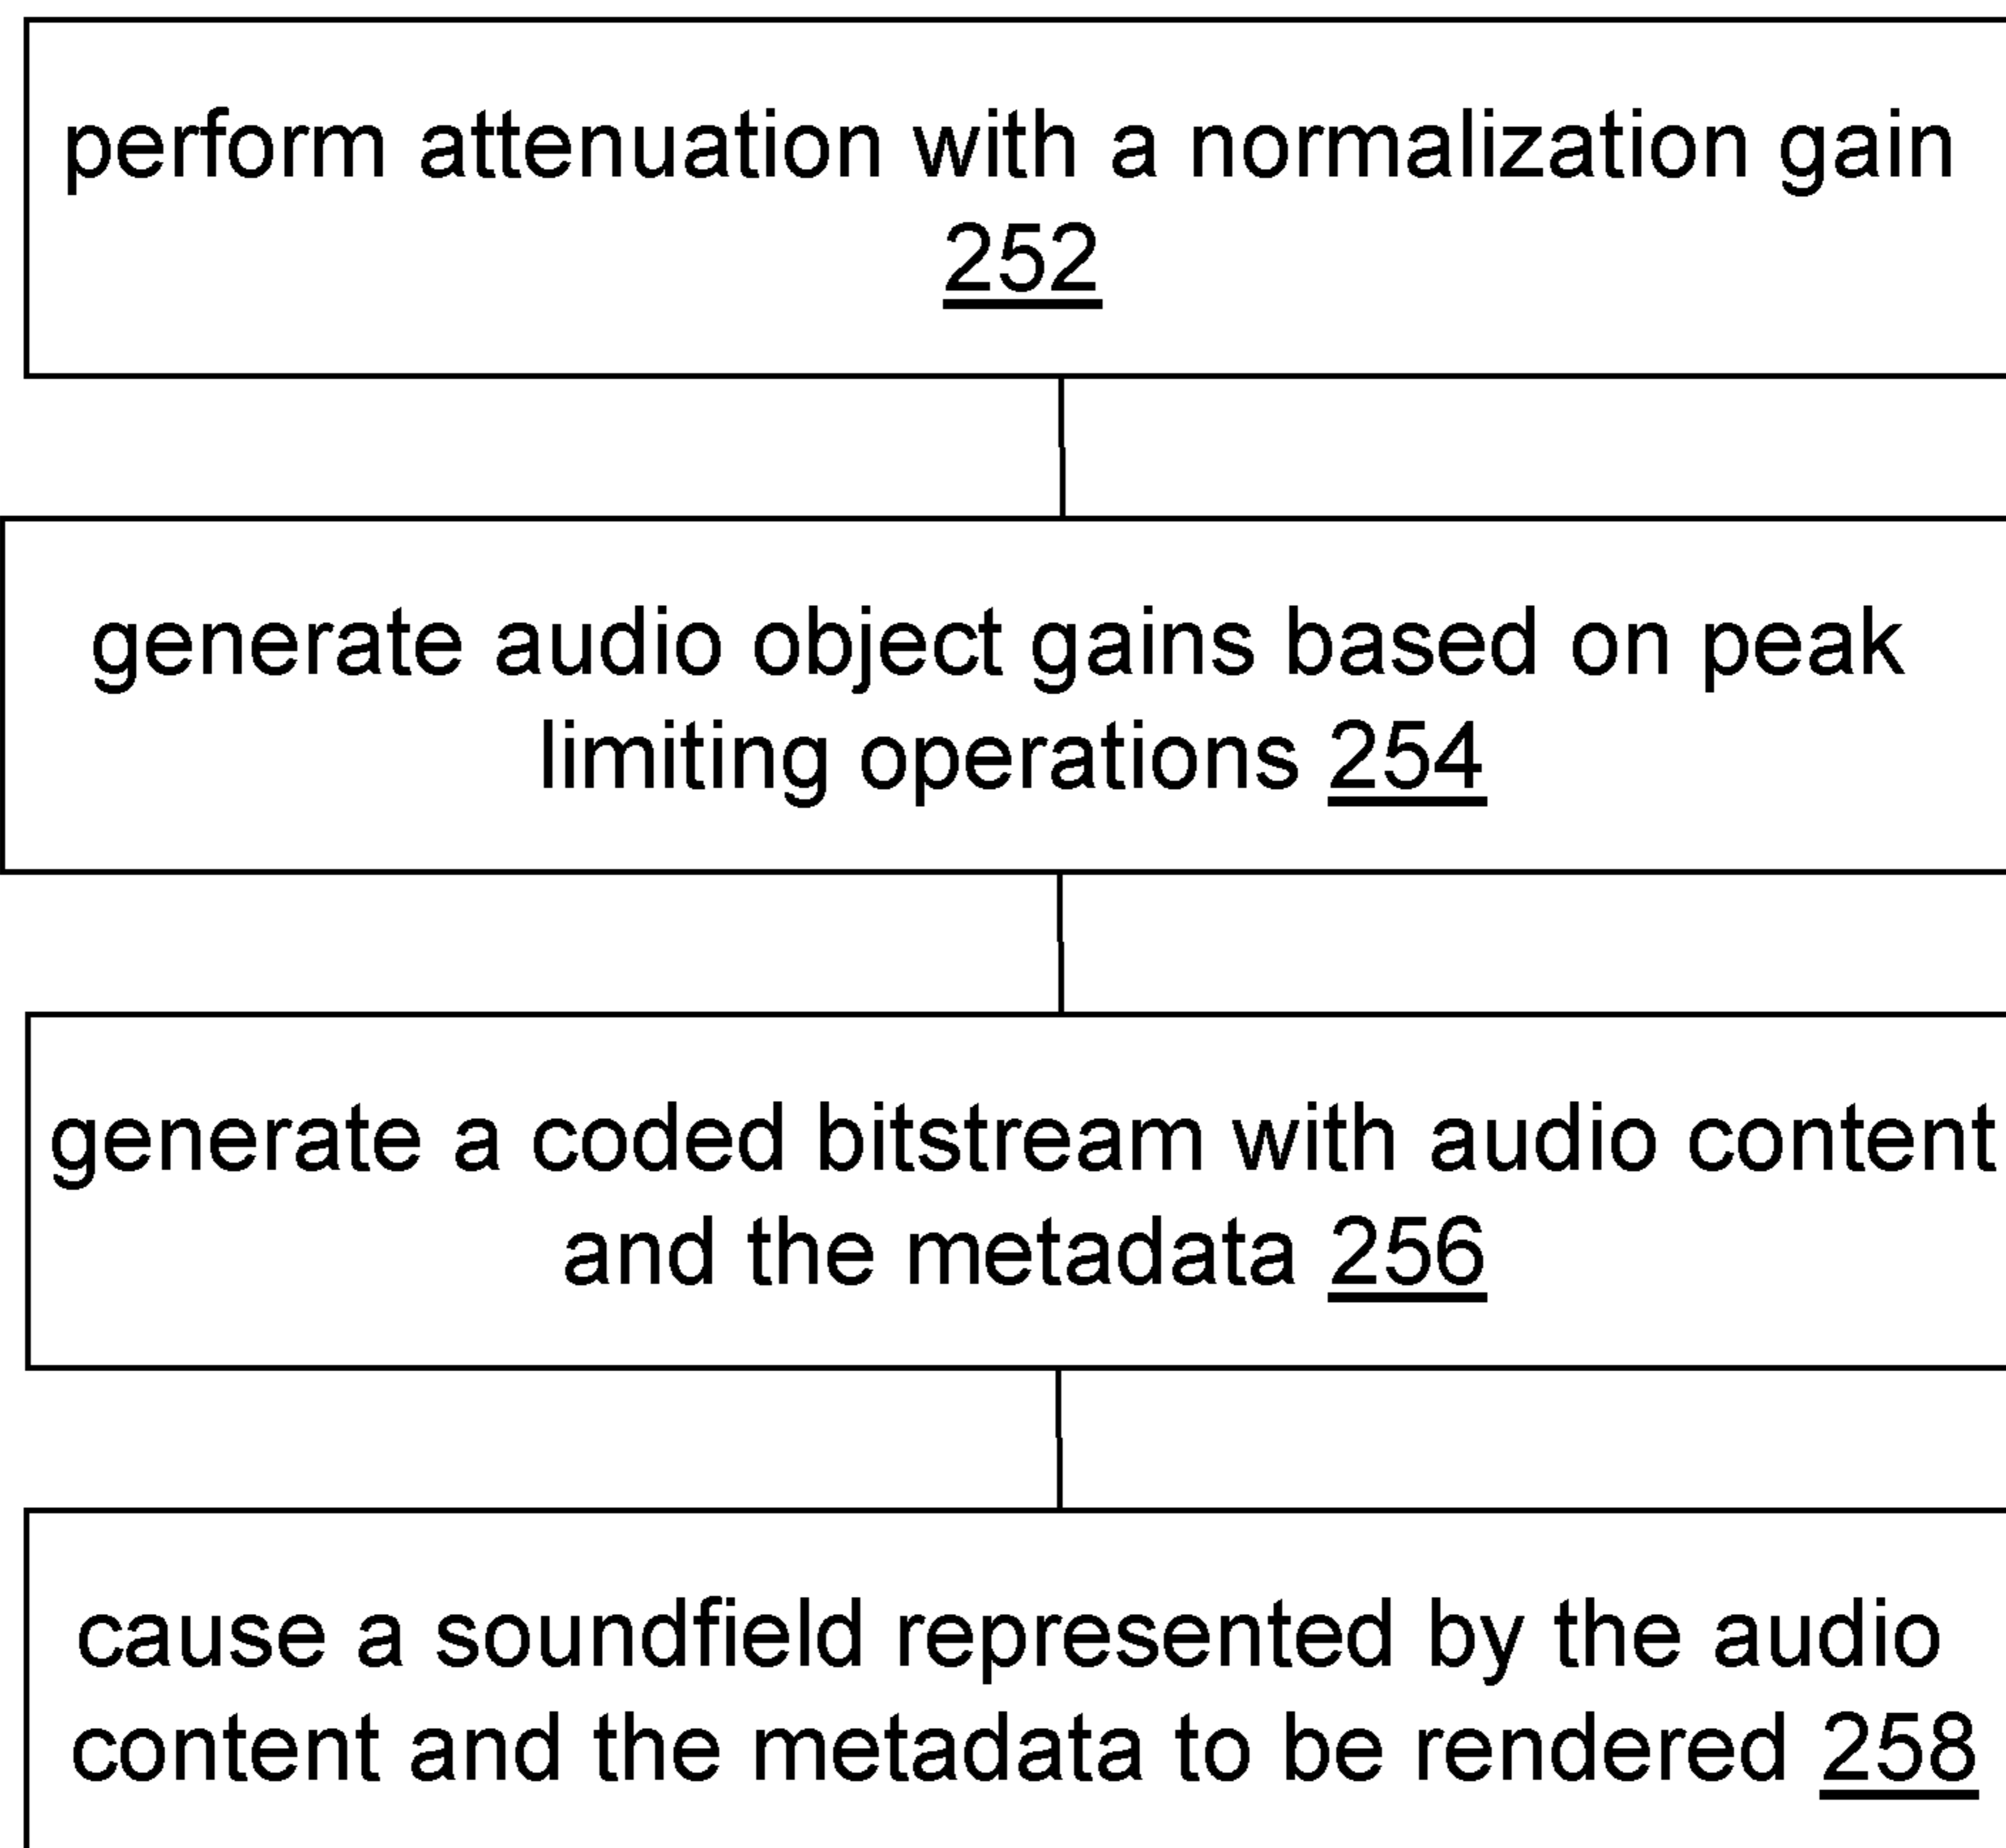 perform attenuation with a normalization gain
252
generate audio object gains based on peak
limiting operations 254
generate a coded bitstream with audio content
and the metadata 256
cause a soundfield represented by the audio
content and the metadata to be rendered 258